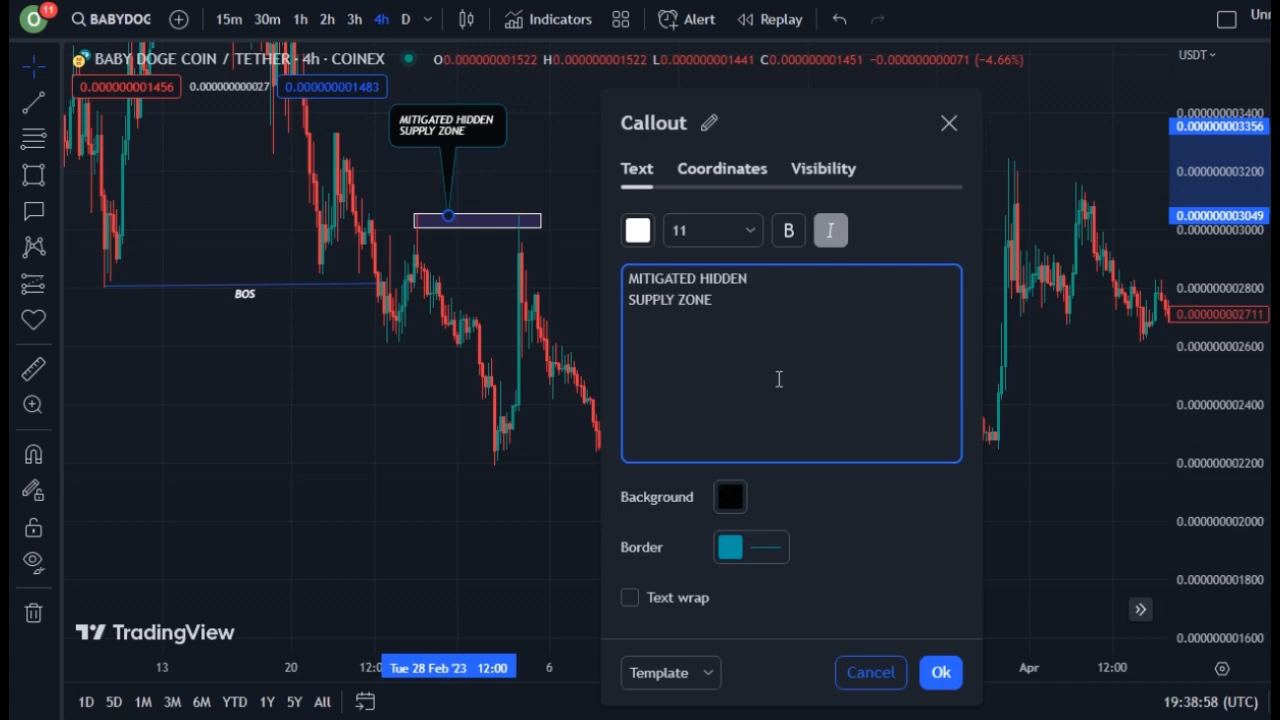 O
11
BABYDOG
15m 30m 1h 2h 3h 4h D
Indicators
Alert
Replay
BABY DOGE COIN / TETHER · 4h · COINEX
O0.000000001522 H0.000000001522 L0.000000001441 C0.000000001451 −0.000000000071 (−4.66%)
USDT
0.000000001456
0.000000000027
0.000000001483
MITIGATED HIDDEN
SUPPLY ZONE
BOS
Callout
Text Coordinates Visibility
11
B
I
MITIGATED HIDDEN
SUPPLY ZONE
Background
Border
Text wrap
Template
Cancel
Ok
0.000000003400
0.000000003356
0.000000003200
0.000000003049
0.000000003000
0.000000002800
0.000000002711
0.000000002600
0.000000002400
0.000000002200
0.000000002000
0.000000001800
0.000000001600
TradingView
13
20
Tue 28 Feb '23 12:00
6
Apr
12:00
1D 5D 1M 3M 6M YTD 1Y 5Y All
19:38:58 (UTC)